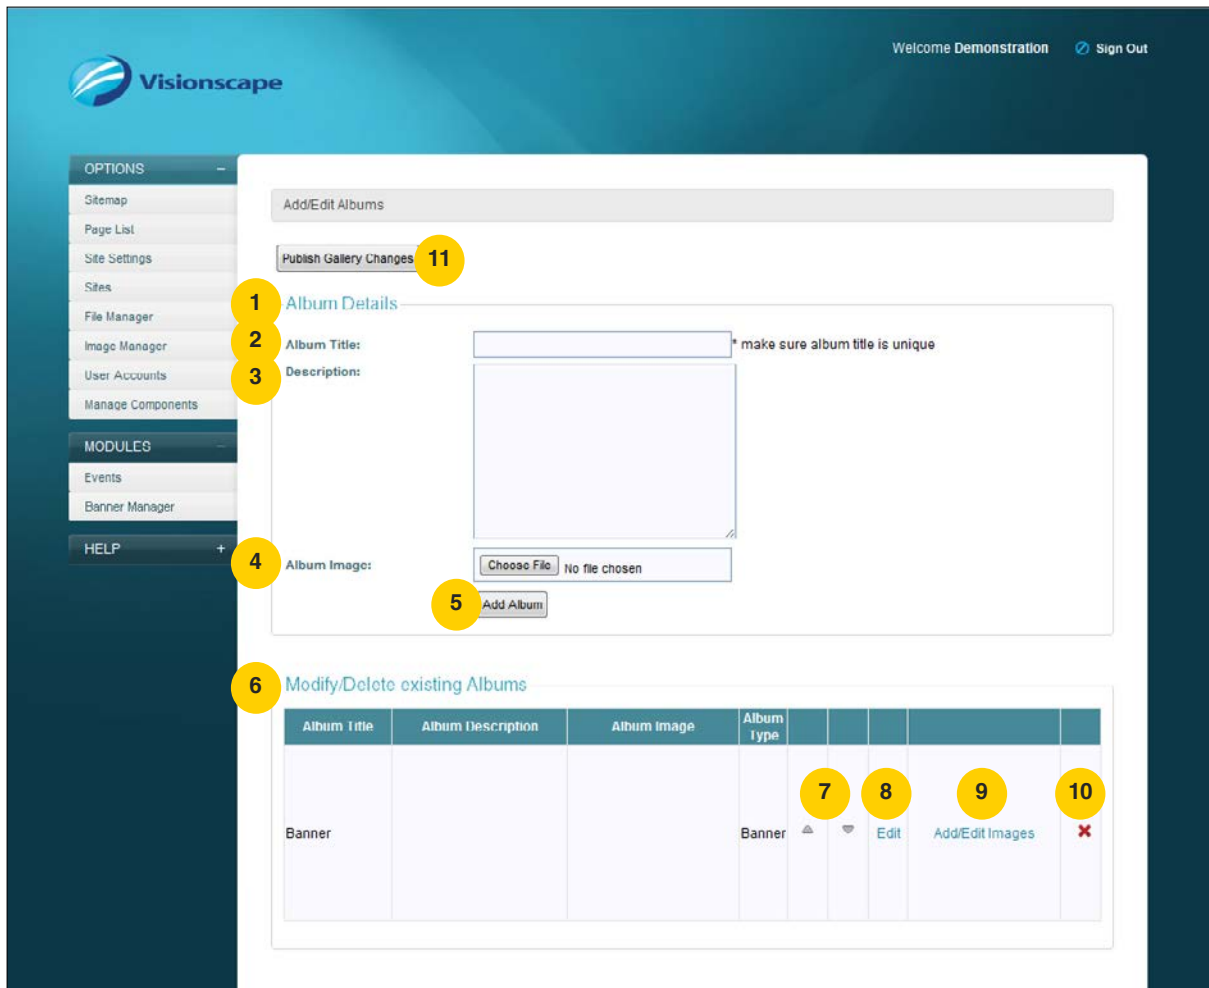 Welcome Demonstration Sign Out
Visionscape
OPTIONS –
Sitemap
Page List
Site Settings
Sites
File Manager
Image Manager
User Accounts
Manage Components
MODULES –
Events
Banner Manager
HELP +
Add/Edit Albums
Publish Gallery Changes 11
1 Album Details
2 Album Title: * make sure album title is unique
3 Description:
4 Album Image: Choose File No file chosen
5 Add Album
6 Modify/Delete existing Albums
Album Title Album Description Album Image Album Type
7 8 9 10
Banner Banner Edit Add/Edit Images